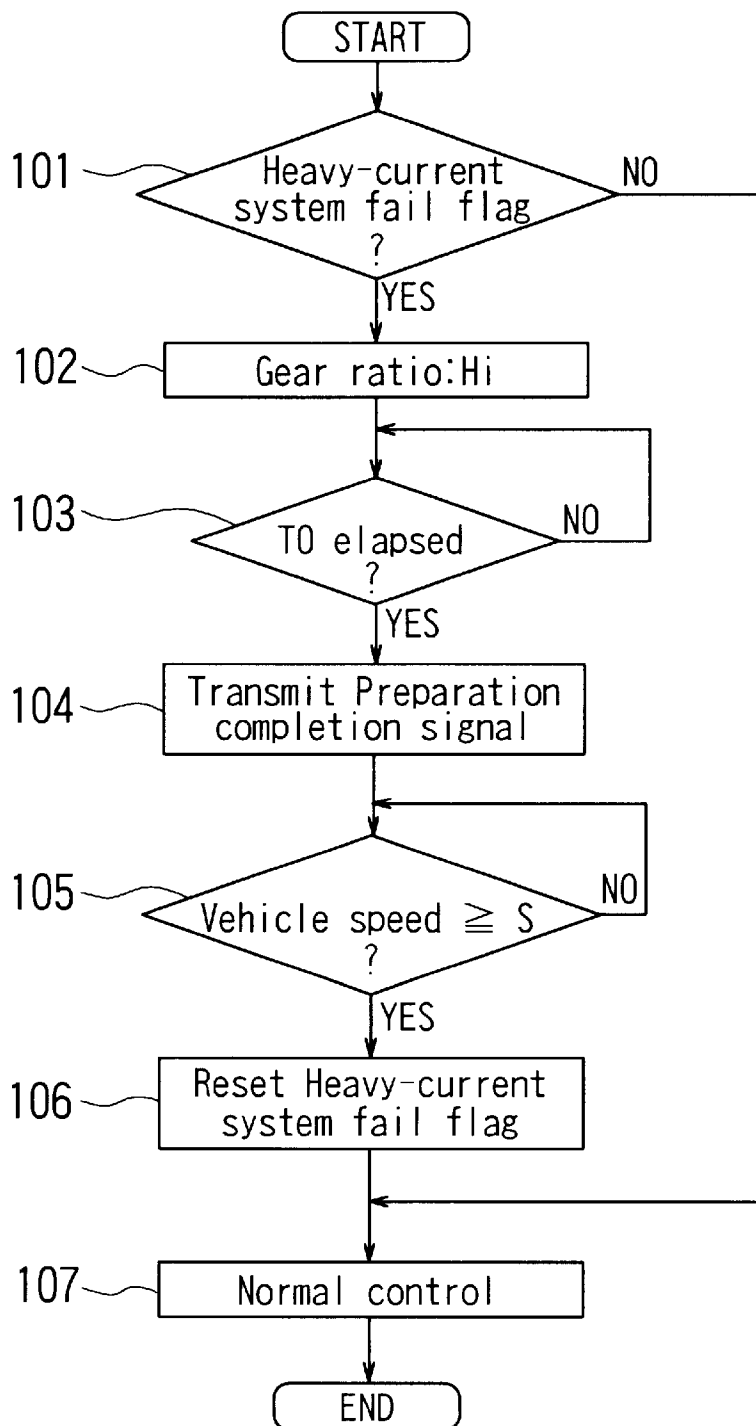 START
101
Heavy-current
system fail flag
?
NO
YES
102
Gear ratio:Hi
103
T0 elapsed
?
NO
YES
104
Transmit Preparation
completion signal
105
Vehicle speed ≧ S
?
NO
YES
106
Reset Heavy-current
system fail flag
107
Normal control
END